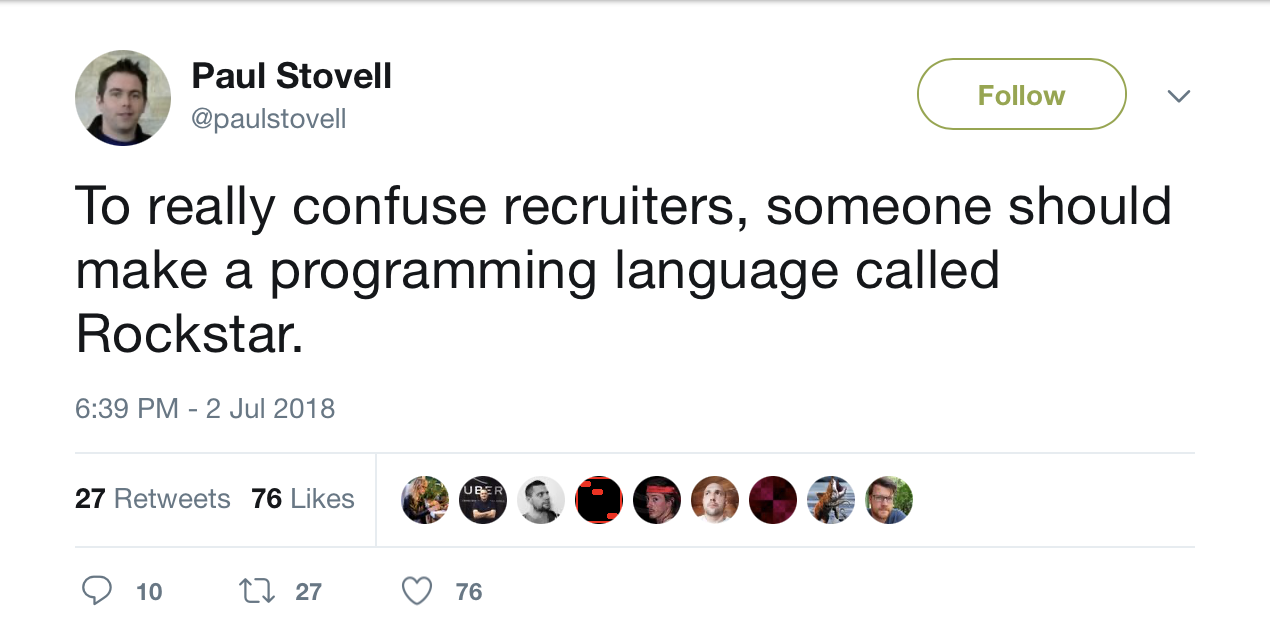 Paul Stovell
@paulstovell
Follow
To really confuse recruiters, someone should
make a programming language called
Rockstar.
6:39 PM - 2 Jul 2018
27 Retweets 76 Likes
UBER
10 27 76